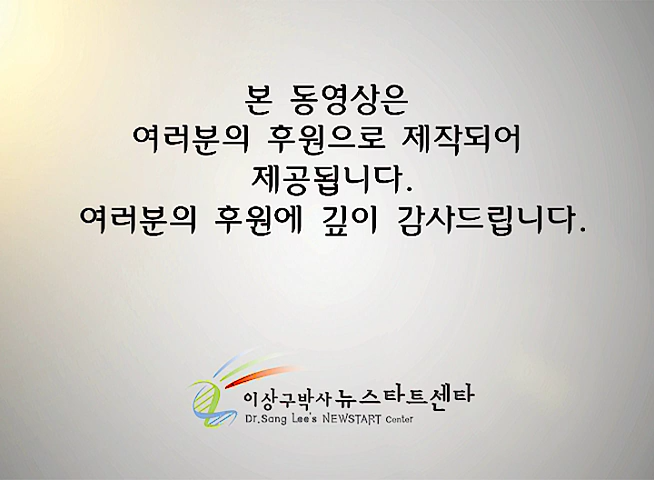 본 동영상은
여러분의 후원으로 제작되어
제공됩니다.
여러분의 후원에 깊이 감사드립니다.
이상구박사 뉴스타트센타
Dr.Sang Lee's NEWSTART Center